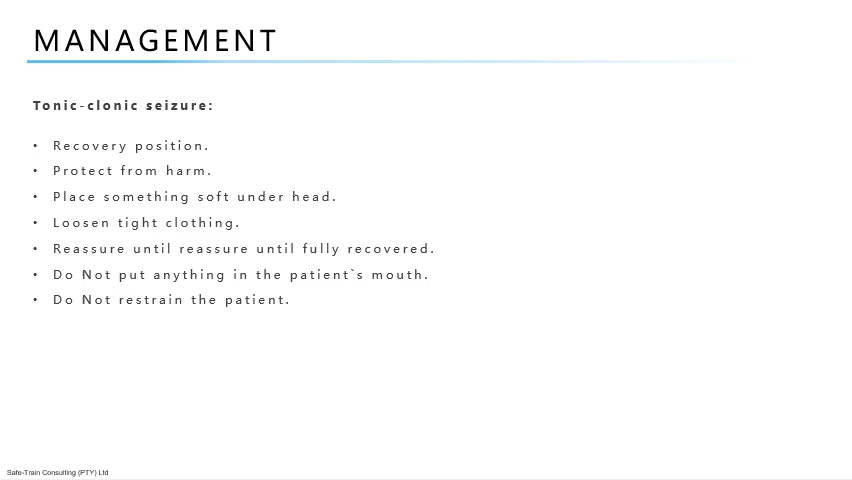 MANAGEMENT
Tonic-clonic seizure:
• Recovery position.
• Protect from harm.
• Place something soft under head.
• Loosen tight clothing.
• Reassure until reassure until fully recovered.
• Do Not put anything in the patient`s mouth.
• Do Not restrain the patient.
Safe-Train Consulting (PTY) Ltd